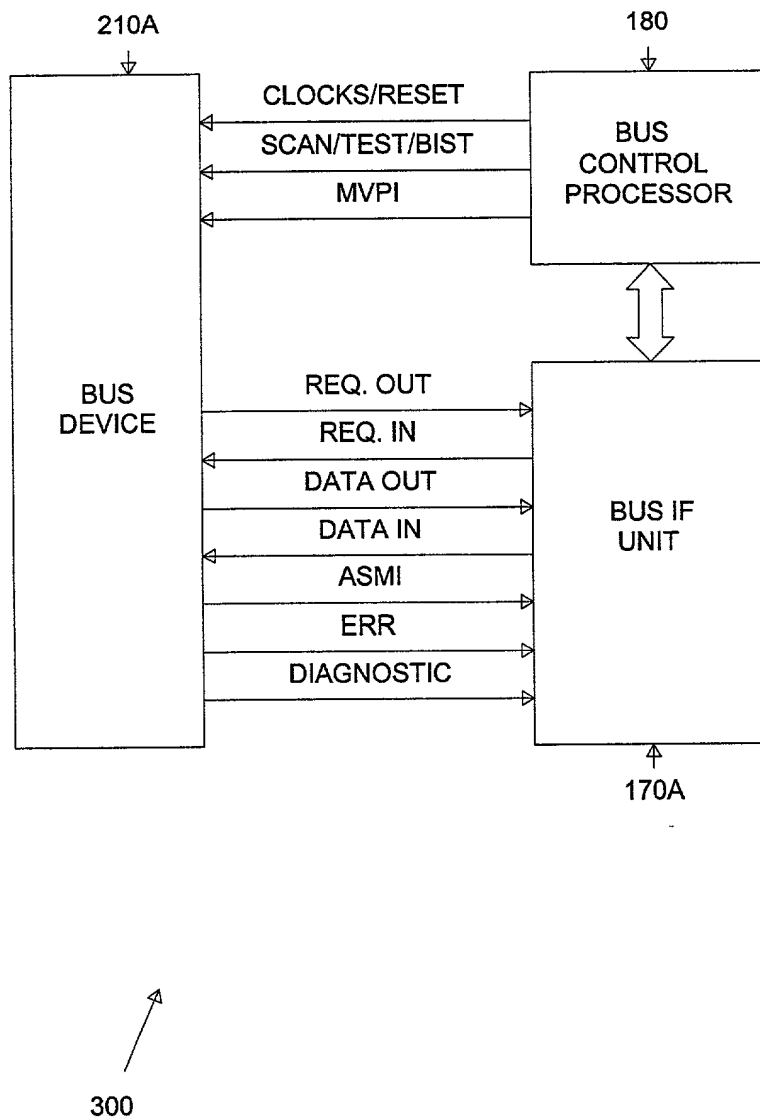 210A
180
CLOCKS/RESET
SCAN/TEST/BIST
MVPI
BUS
CONTROL
PROCESSOR
BUS
DEVICE
REQ. OUT
REQ. IN
DATA OUT
DATA IN
ASMI
ERR
DIAGNOSTIC
BUS IF
UNIT
170A
300